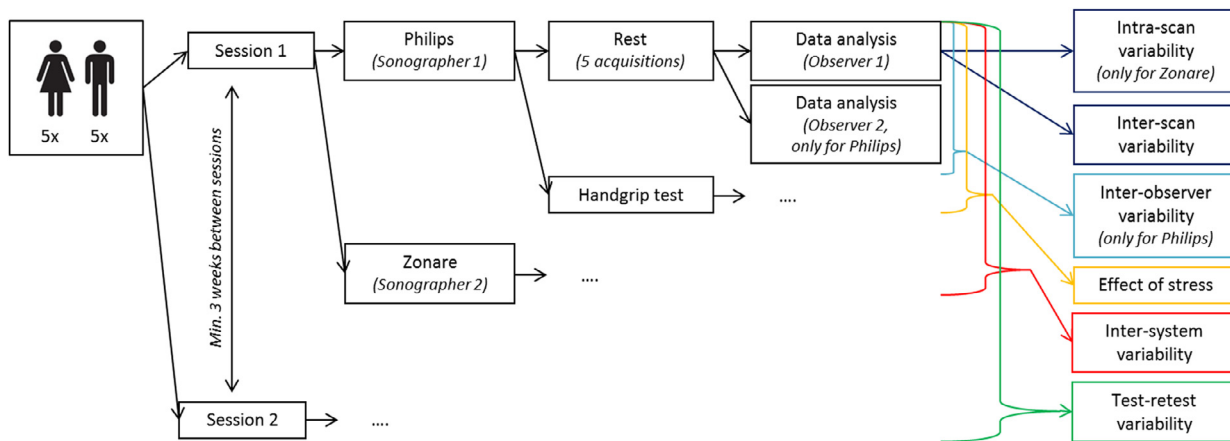 5x 5x
Min. 3 weeks between sessions
Session 1
Session 2
....
Philips
(Sonographer 1)
Zonare
(Sonographer 2)
....
Rest
(5 acquisitions)
Handgrip test
....
Data analysis
(Observer 1)
Data analysis
(Observer 2,
only for Philips)
Intra-scan
variability
(only for Zonare)
Inter-scan
variability
Inter-observer
variability
(only for Philips)
Effect of stress
Inter-system
variability
Test-retest
variability